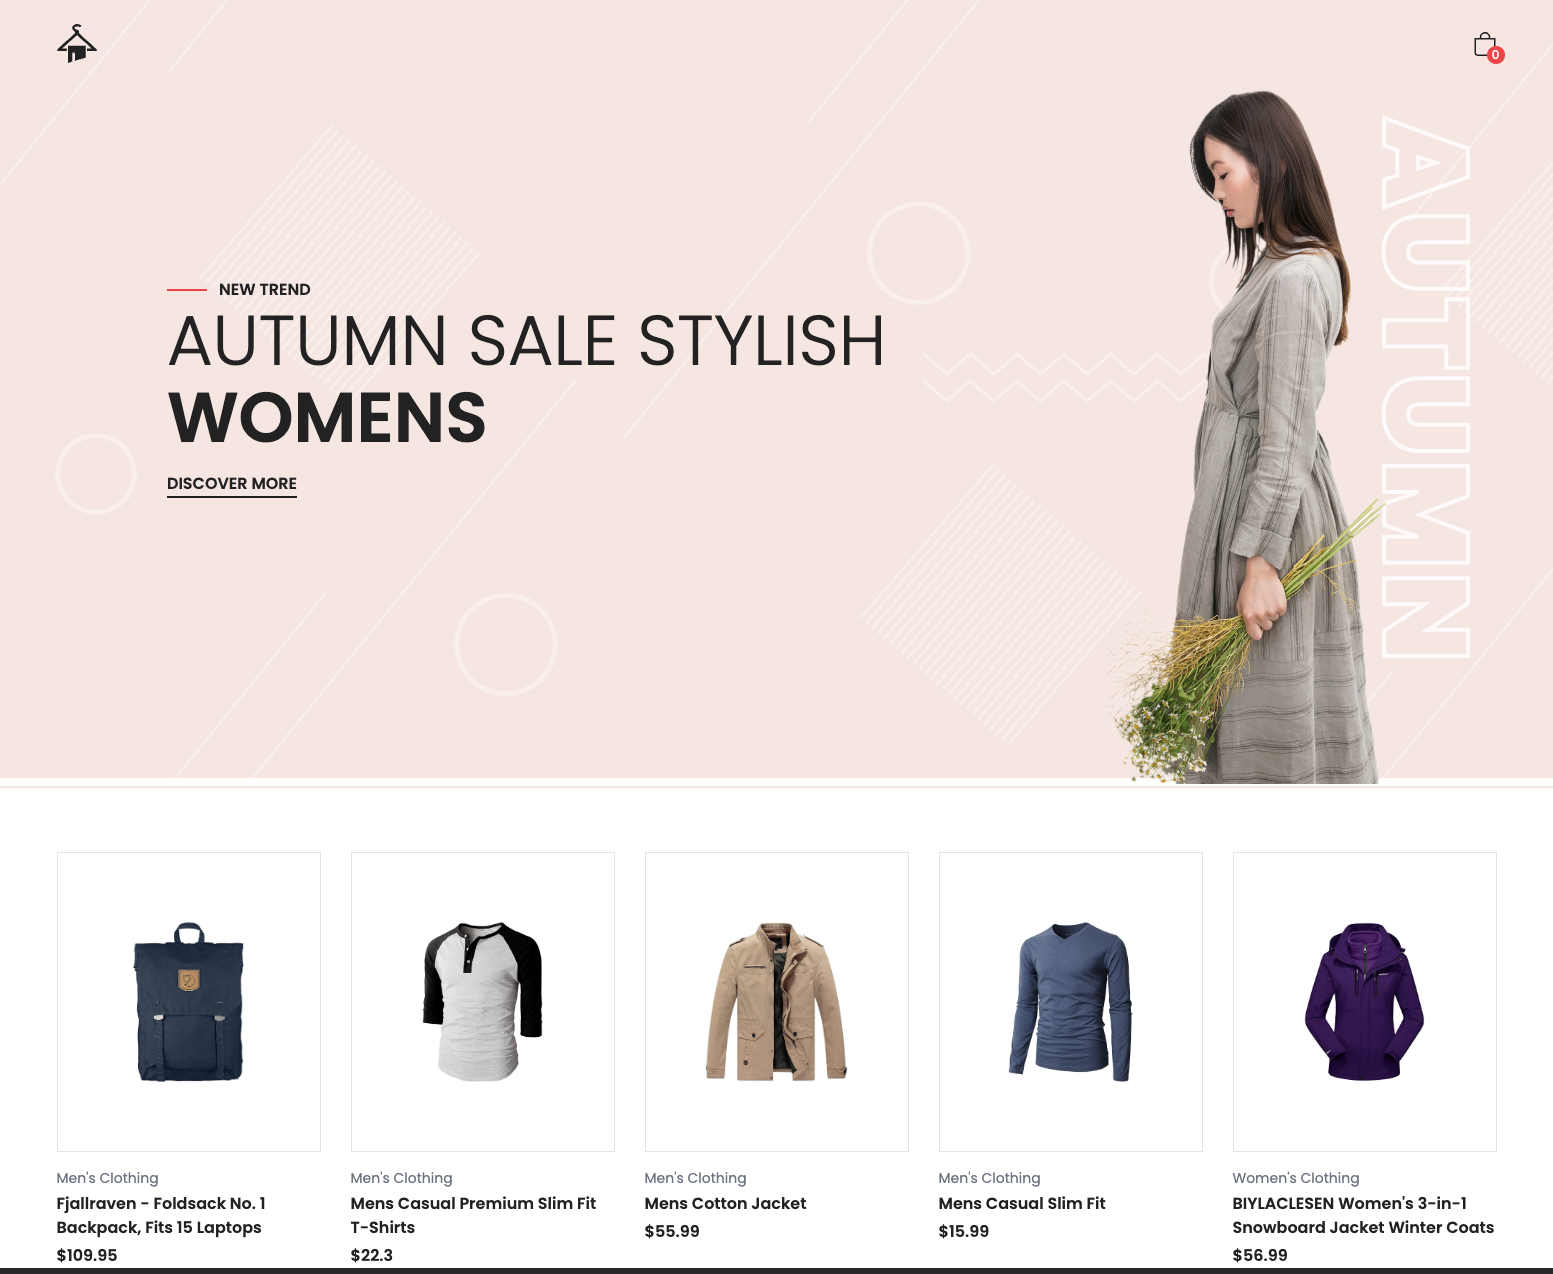 0
AUTUMN
NEW TREND
AUTUMN SALE STYLISH
WOMENS
DISCOVER MORE
Men's Clothing
Fjallraven - Foldsack No. 1
Backpack, Fits 15 Laptops
$109.95
Men's Clothing
Mens Casual Premium Slim Fit
T-Shirts
$22.3
Men's Clothing
Mens Cotton Jacket
$55.99
Men's Clothing
Mens Casual Slim Fit
$15.99
Women's Clothing
BIYLACLESEN Women's 3-in-1
Snowboard Jacket Winter Coats
$56.99